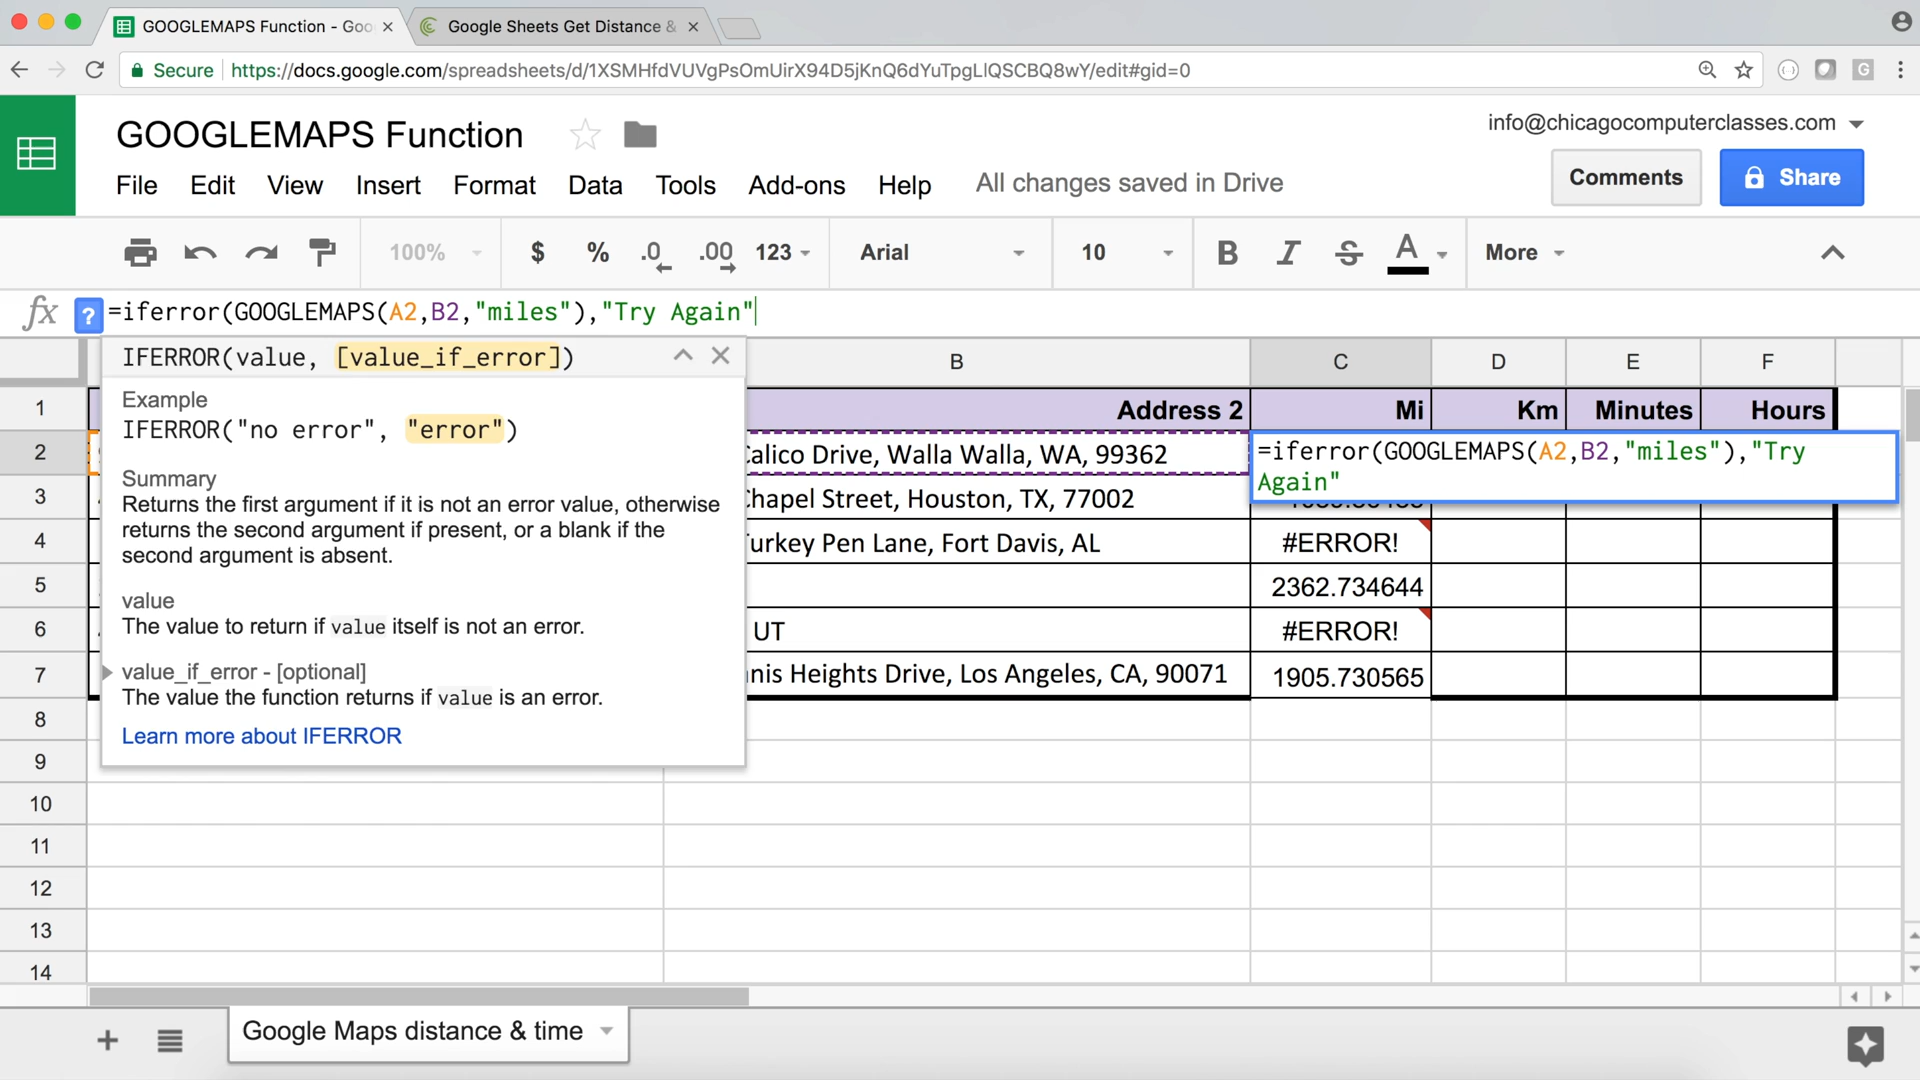 GOOGLEMAPS Function - Goo
Google Sheets Get Distance &
Secure
https://docs.google.com/spreadsheets/d/1XSMHfdVUVgPsOmUirX94D5jKnQ6dYuTpgLlQSCBQ8wY/edit#gid=0
GOOGLEMAPS Function
info@chicagocomputerclasses.com
File Edit View Insert Format Data Tools Add-ons Help All changes saved in Drive
Comments
Share
100% $ % .0 .00 123 Arial 10 B I S A More
fx ? =iferror(GOOGLEMAPS(A2,B2,"miles"),"Try Again"
IFERROR(value, [value_if_error])
Example
IFERROR("no error", "error")
Summary
Returns the first argument if it is not an error value, otherwise
returns the second argument if present, or a blank if the
second argument is absent.
value
The value to return if value itself is not an error.
value_if_error - [optional]
The value the function returns if value is an error.
Learn more about IFERROR
B C D E F
1 Address 2 Mi Km Minutes Hours
2 Calico Drive, Walla Walla, WA, 99362 =iferror(GOOGLEMAPS(A2,B2,"miles"),"Try
Again"
3 Chapel Street, Houston, TX, 77002
4 Turkey Pen Lane, Fort Davis, AL #ERROR!
5 2362.734644
6 UT #ERROR!
7 nis Heights Drive, Los Angeles, CA, 90071 1905.730565
8
9
10
11
12
13
14
Google Maps distance & time